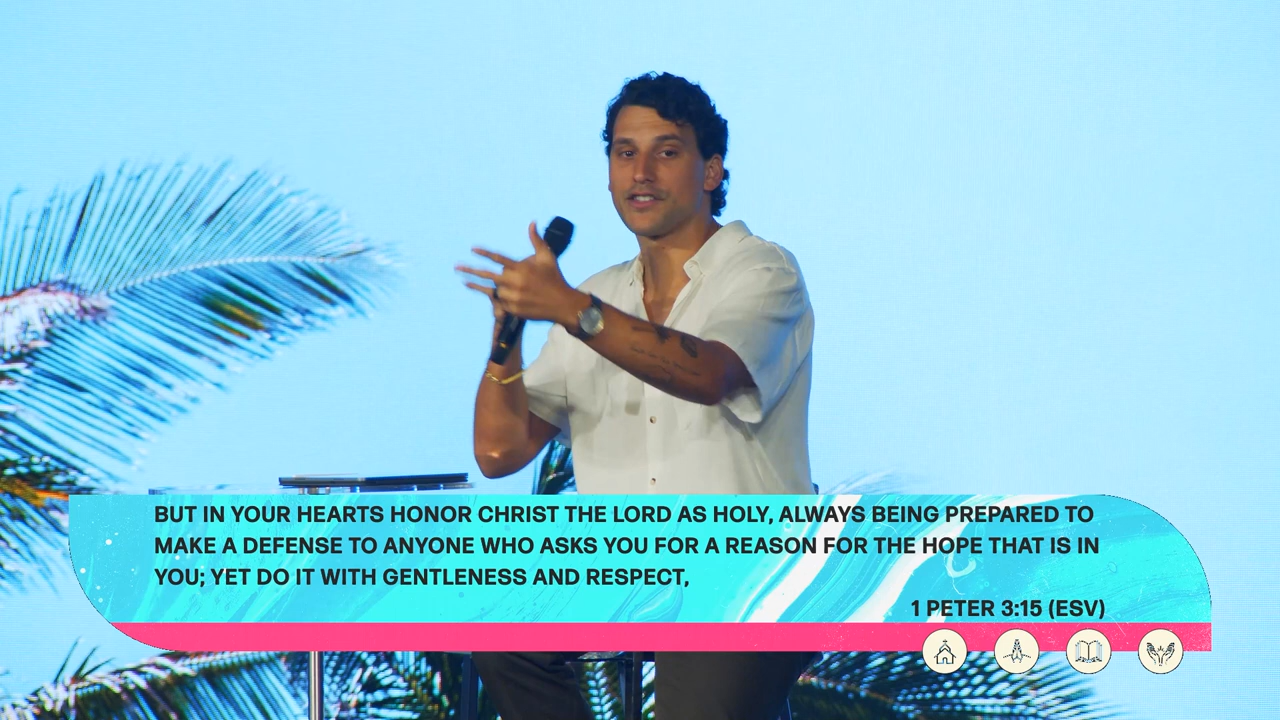 BUT IN YOUR HEARTS HONOR CHRIST THE LORD AS HOLY, ALWAYS BEING PREPARED TO
MAKE A DEFENSE TO ANYONE WHO ASKS YOU FOR A REASON FOR THE HOPE THAT IS IN
YOU; YET DO IT WITH GENTLENESS AND RESPECT,
1 PETER 3:15 (ESV)